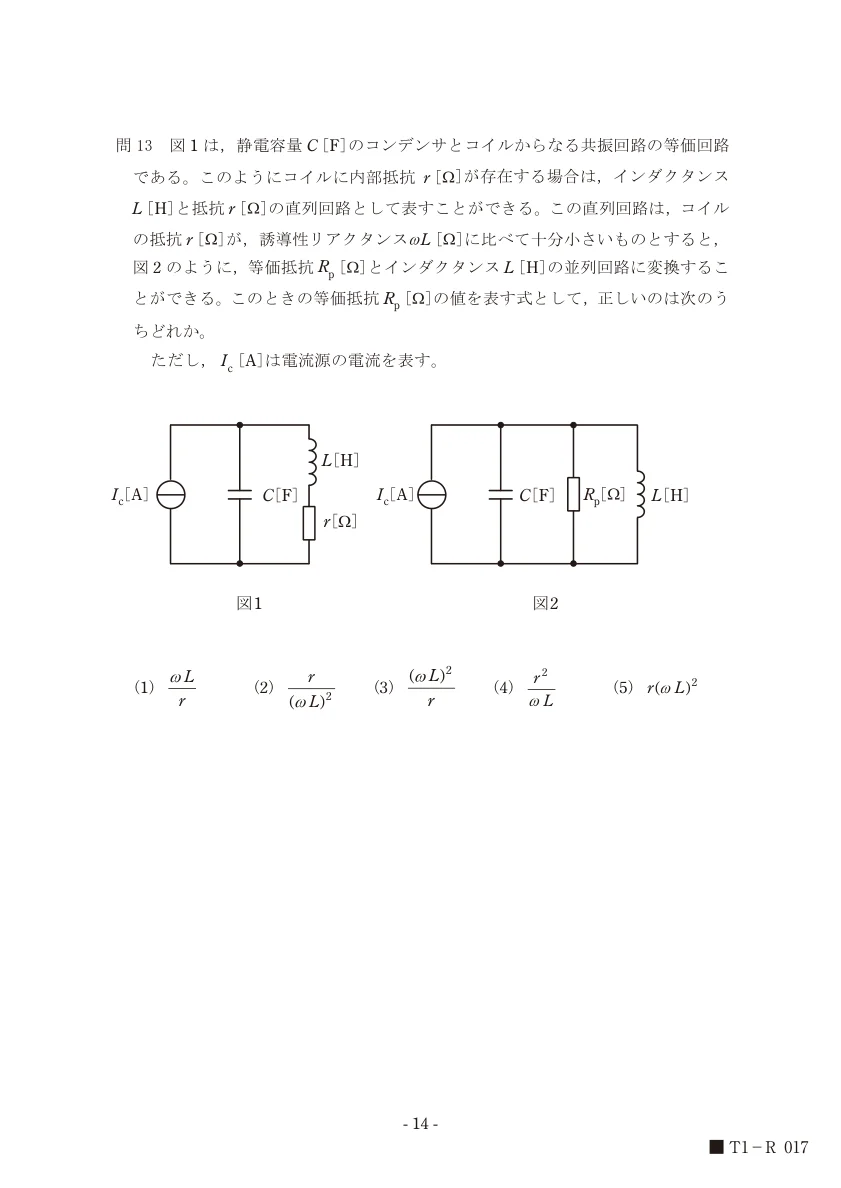 問 13　図 1 は，静電容量 C [F]のコンデンサとコイルからなる共振回路の等価回路
である。このようにコイルに内部抵抗 r [Ω]が存在する場合は，インダクタンス
L [H]と抵抗 r [Ω]の直列回路として表すことができる。この直列回路は，コイル
の抵抗 r [Ω]が，誘導性リアクタンスωL [Ω]に比べて十分小さいものとすると，
図 2 のように，等価抵抗 Rp [Ω]とインダクタンス L [H]の並列回路に変換するこ
とができる。このときの等価抵抗 Rp [Ω]の値を表す式として，正しいのは次のう
ちどれか。
ただし，Ic [A]は電流源の電流を表す。
Ic[A] C[F] L[H] r[Ω]
Ic[A] C[F] Rp[Ω] L[H]
図1 図2
(1) ωL/r (2) r/(ωL)² (3) (ωL)²/r (4) r²/ωL (5) r(ωL)²
- 14 -
■ T1－R 017